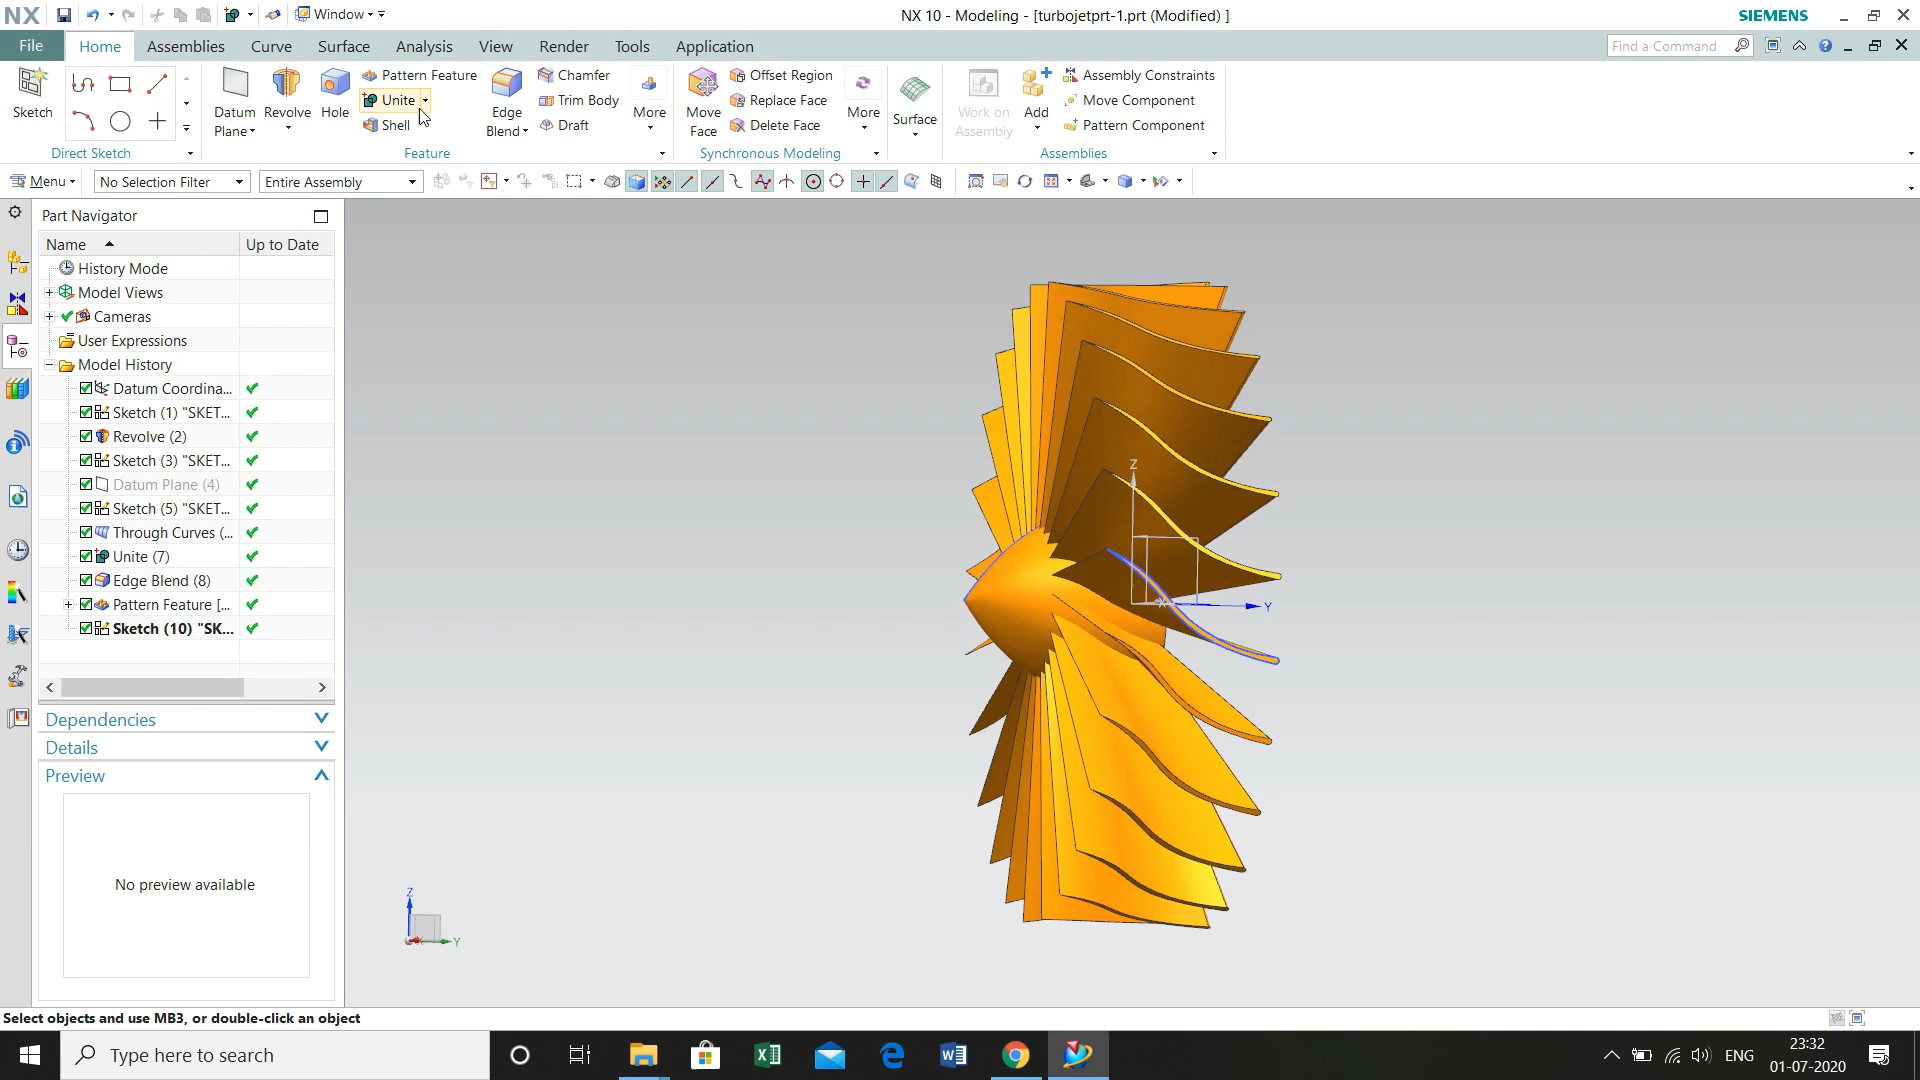 NX Window NX 10 - Modeling - [turbojetprt-1.prt (Modified) ] SIEMENS
File Home Assemblies Curve Surface Analysis View Render Tools Application Find a Command
Pattern Feature Chamfer Offset Region Assembly Constraints
Unite Trim Body Replace Face Move Component
Sketch Datum Plane Revolve Hole Shell Edge Blend Draft More Move Face Delete Face More Surface Work on Assembly Add Pattern Component
Direct Sketch Feature Synchronous Modeling Assemblies
Menu No Selection Filter Entire Assembly
Part Navigator
Name Up to Date
History Mode
Model Views
Cameras
User Expressions
Model History
Datum Coordina...
Sketch (1) "SKET...
Revolve (2)
Sketch (3) "SKET...
Datum Plane (4)
Sketch (5) "SKET...
Through Curves (...
Unite (7)
Edge Blend (8)
Pattern Feature [...
Sketch (10) "SK...
Dependencies
Details
Preview
No preview available
Z
Y
Z
X
Y
Select objects and use MB3, or double-click an object
Type here to search
ENG
23:32
01-07-2020